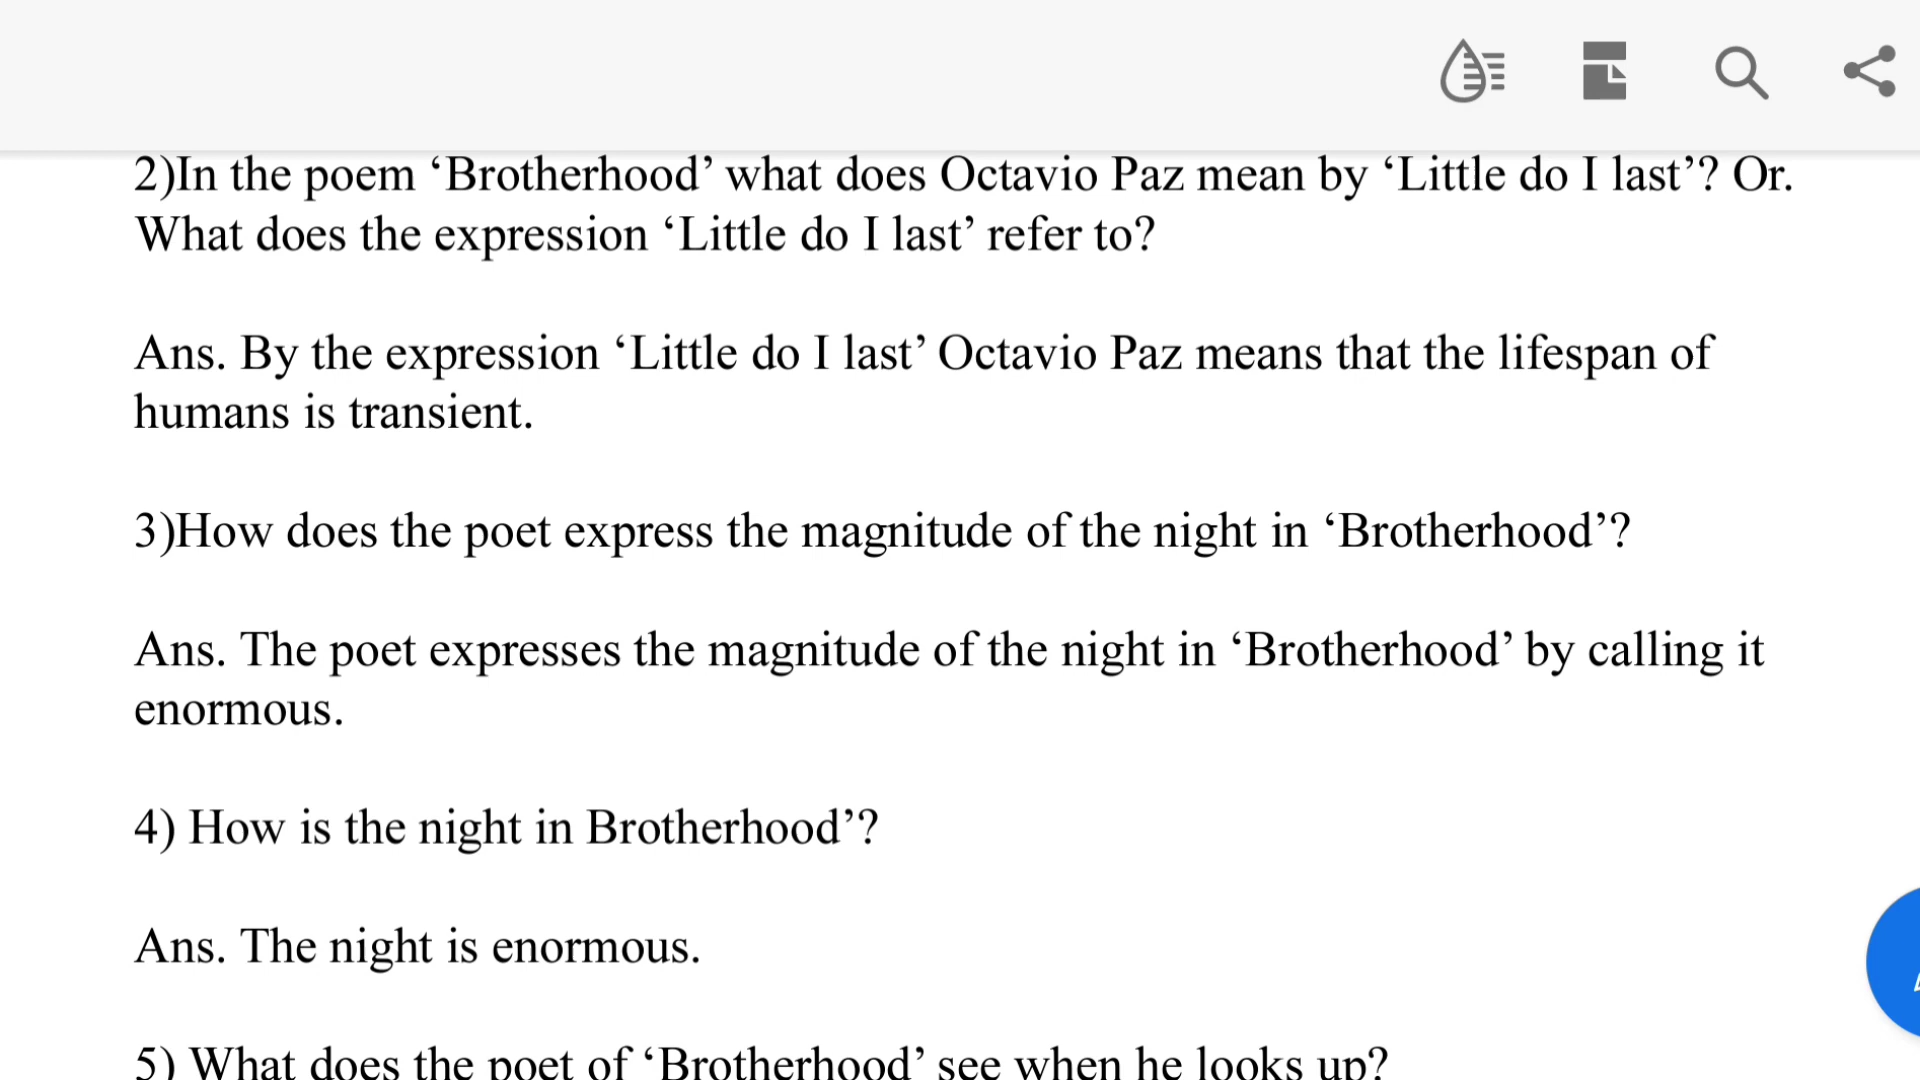 2)In the poem ‘Brotherhood’ what does Octavio Paz mean by ‘Little do I last’? Or.
What does the expression ‘Little do I last’ refer to?
Ans. By the expression ‘Little do I last’ Octavio Paz means that the lifespan of
humans is transient.
3)How does the poet express the magnitude of the night in ‘Brotherhood’?
Ans. The poet expresses the magnitude of the night in ‘Brotherhood’ by calling it
enormous.
4) How is the night in Brotherhood’?
Ans. The night is enormous.
5) What does the poet of ‘Brotherhood’ see when he looks up?